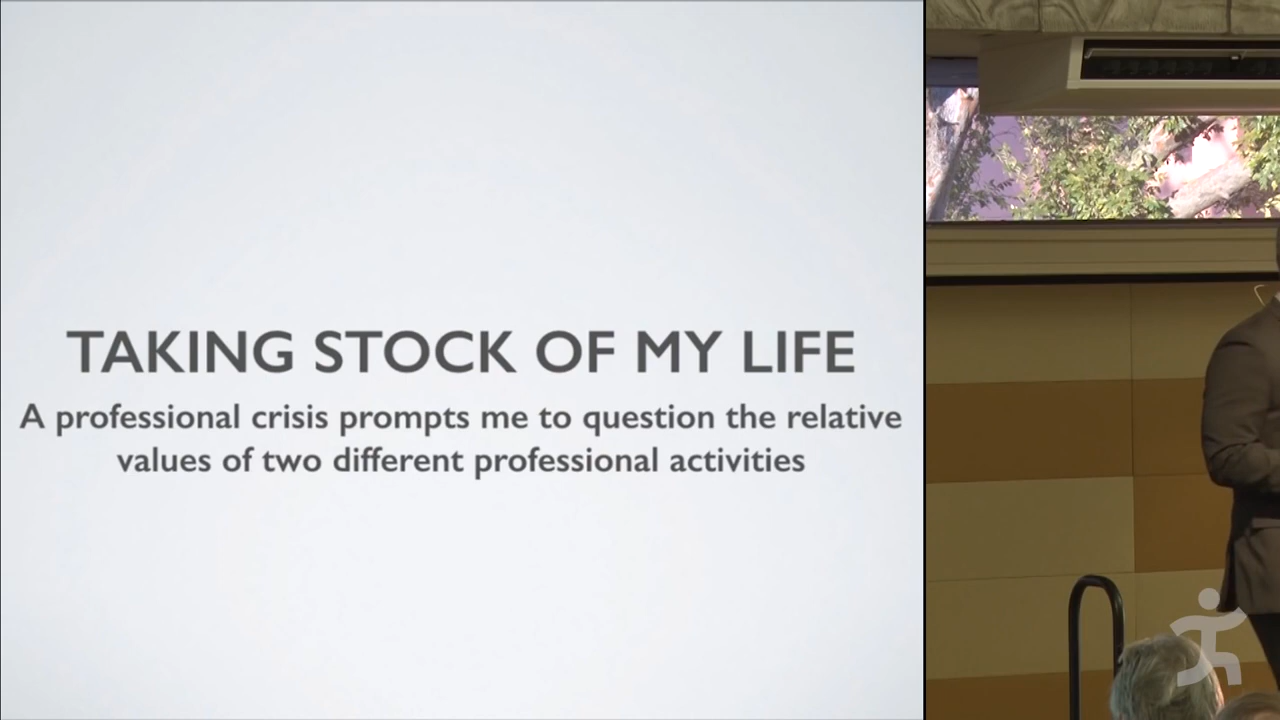 TAKING STOCK OF MY LIFE
A professional crisis prompts me to question the relative
values of two different professional activities